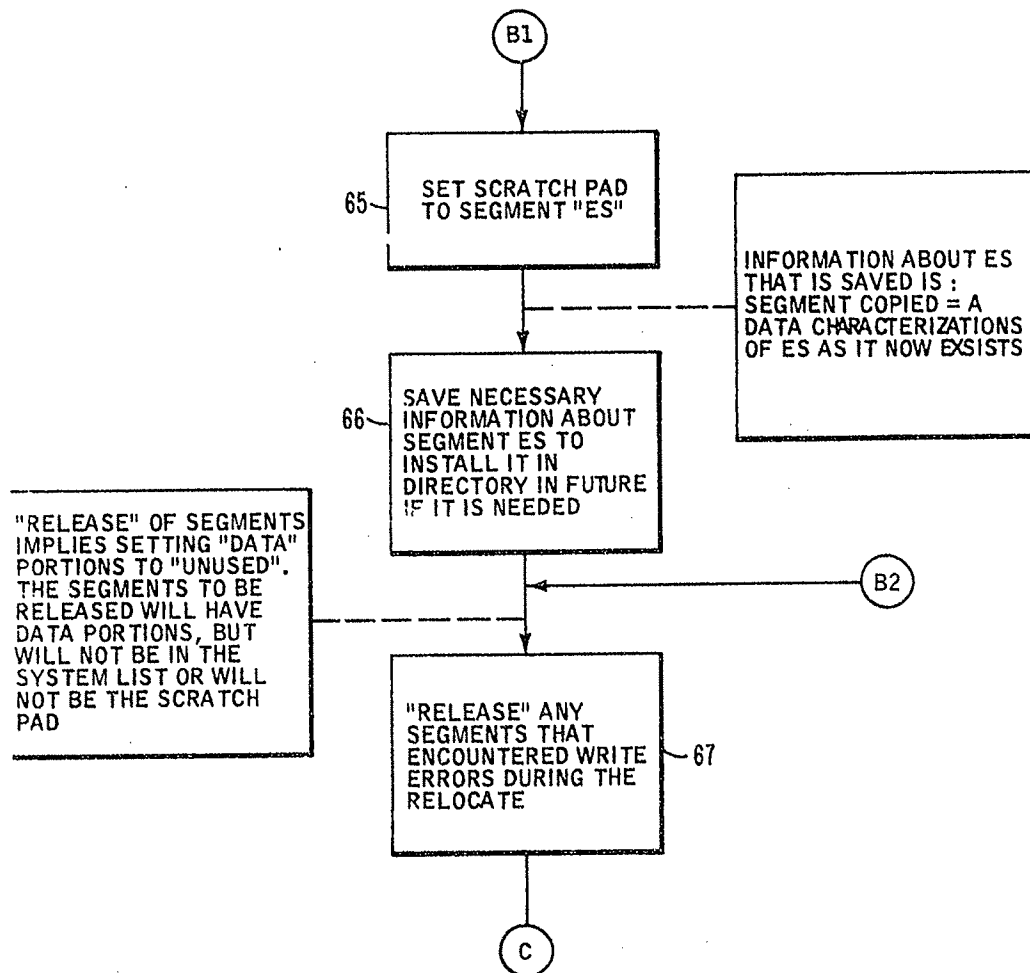 B1
65
SET SCRATCH PAD
TO SEGMENT "ES"
INFORMATION ABOUT ES
THAT IS SAVED IS :
SEGMENT COPIED = A
DATA CHARACTERIZATIONS
OF ES AS IT NOW EXSISTS
66
SAVE NECESSARY
INFORMATION ABOUT
SEGMENT ES TO
INSTALL IT IN
DIRECTORY IN FUTURE
IF IT IS NEEDED
"RELEASE" OF SEGMENTS
IMPLIES SETTING "DATA"
PORTIONS TO "UNUSED".
THE SEGMENTS TO BE
RELEASED WILL HAVE
DATA PORTIONS, BUT
WILL NOT BE IN THE
SYSTEM LIST OR WILL
NOT BE THE SCRATCH
PAD
B2
"RELEASE" ANY
SEGMENTS THAT
ENCOUNTERED WRITE
ERRORS DURING THE
RELOCATE
67
C